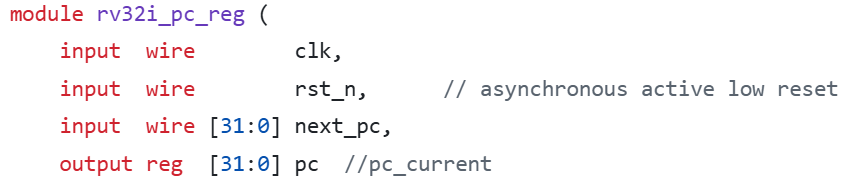 module rv32i_pc_reg (
    input  wire        clk,
    input  wire        rst_n,      // asynchronous active low reset
    input  wire [31:0] next_pc,
    output reg  [31:0] pc  //pc_current